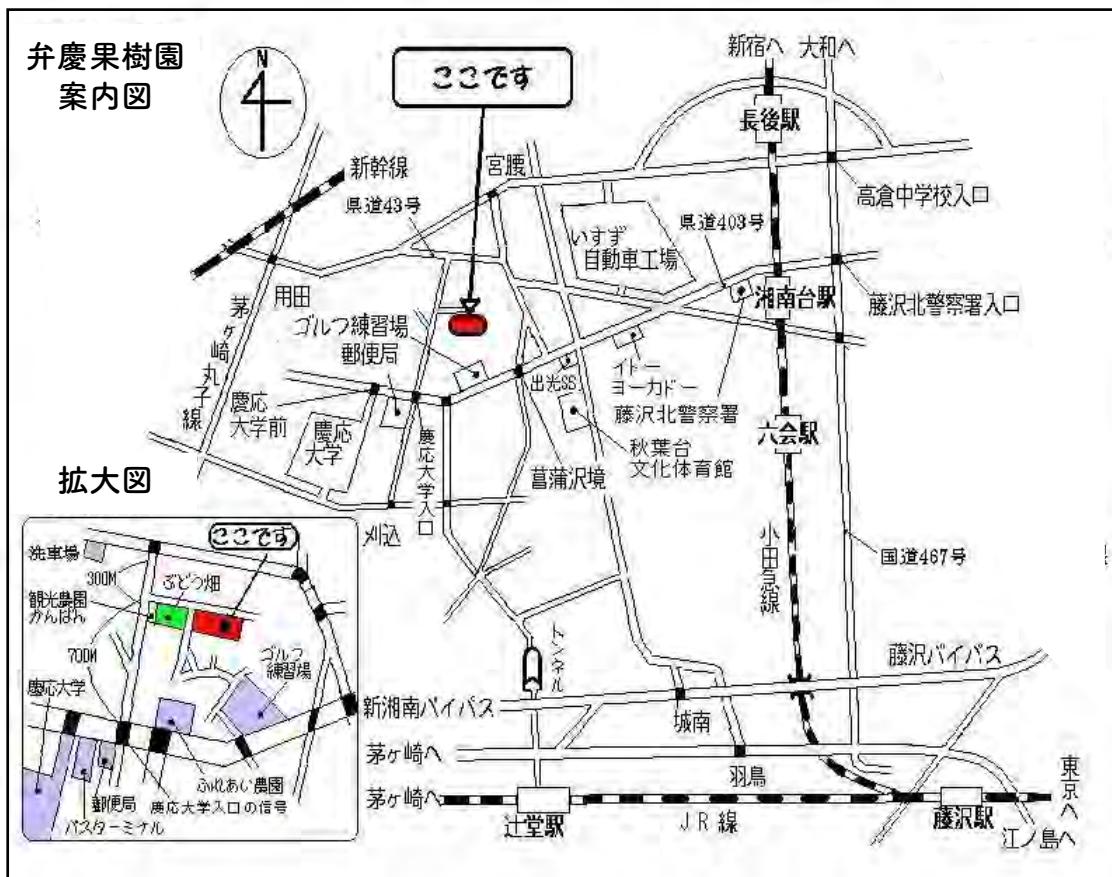 弁慶果樹園
案内図
N
ここです
新宿へ
大和へ
長後駅
新幹線
宮腰
県道43号
高倉中学校入口
いすず
自動車工場
県道403号
用田
茅ヶ崎丸子線
ゴルフ練習場
郵便局
湘南台駅
藤沢北警察署入口
出光SS
イトー
ヨーカドー
藤沢北警察署
慶応
大学前
慶応
大学
慶応大学入口
菖蒲沢境
秋葉台
文化体育館
六会駅
刈込
小田急線
国道467号
トンネル
藤沢バイパス
新湘南バイパス
城南
茅ヶ崎へ
羽鳥
茅ヶ崎へ
辻堂駅
JR線
藤沢駅
東京へ
江ノ島へ
拡大図
ここです
洗車場
300M
ぶどう畑
観光農園
かんばん
700M
ゴルフ
練習場
慶応大学
ふれあい農園
郵便局
慶応大学入口の信号
バスターミナル